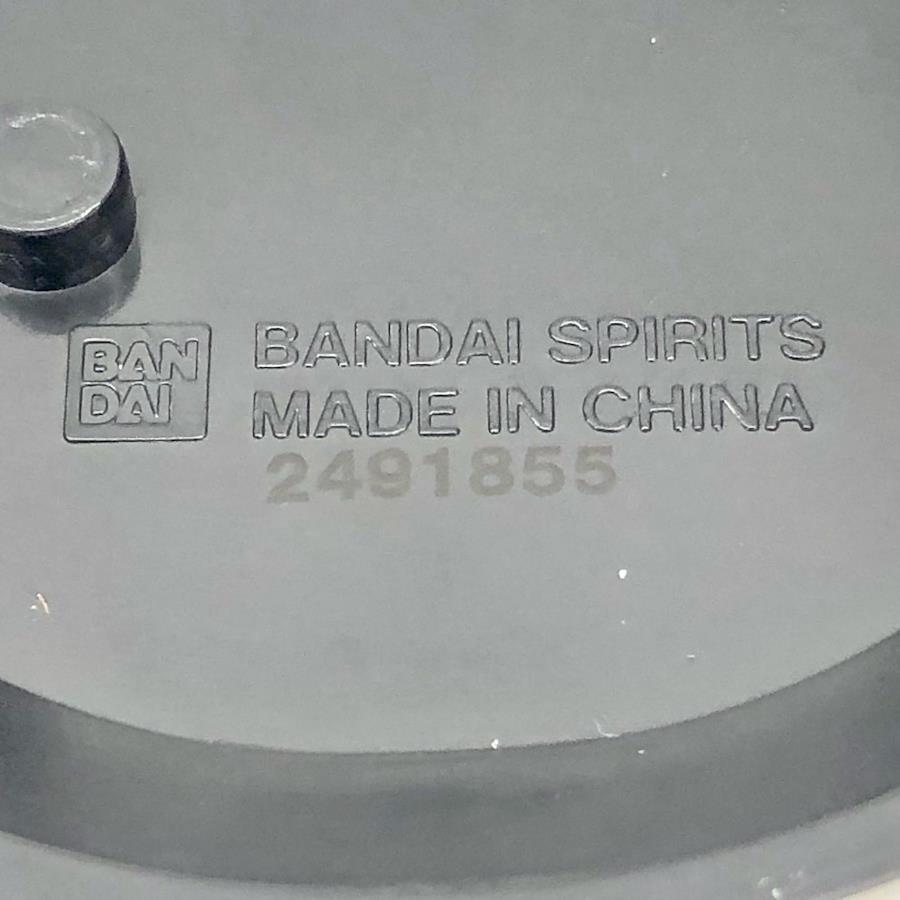 BAN
DAI
BANDAI SPIRITS
MADE IN CHINA
2491855